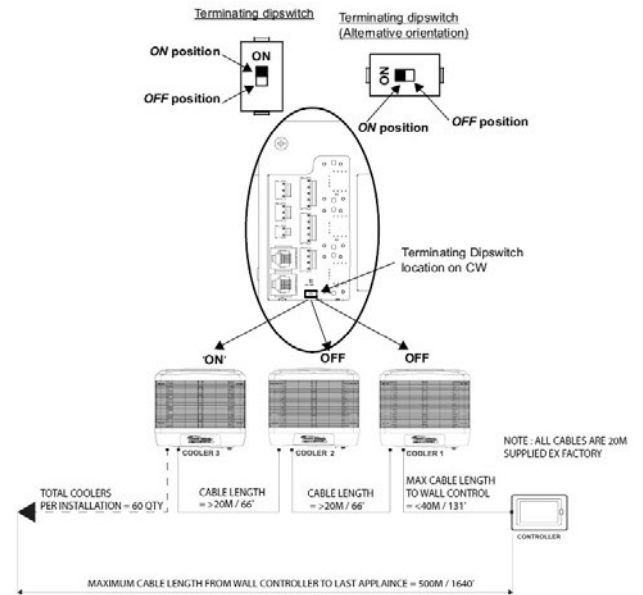 Terminating dipswitch
Terminating dipswitch
(Alternative orientation)
ON position
ON
OFF position
ON
ON position
OFF position
Terminating Dipswitch
location on CW
'ON'
OFF
OFF
COOLER 3
COOLER 2
COOLER 1
NOTE : ALL CABLES ARE 20M
SUPPLIED EX FACTORY
TOTAL COOLERS
PER INSTALLATION = 60 QTY
CABLE LENGTH
= >20M / 66'
CABLE LENGTH
= >20M / 66'
MAX CABLE LENGTH
TO WALL CONTROL
= <40M / 131'
CONTROLLER
MAXIMUM CABLE LENGTH FROM WALL CONTROLLER TO LAST APPLAINCE = 500M / 1640'